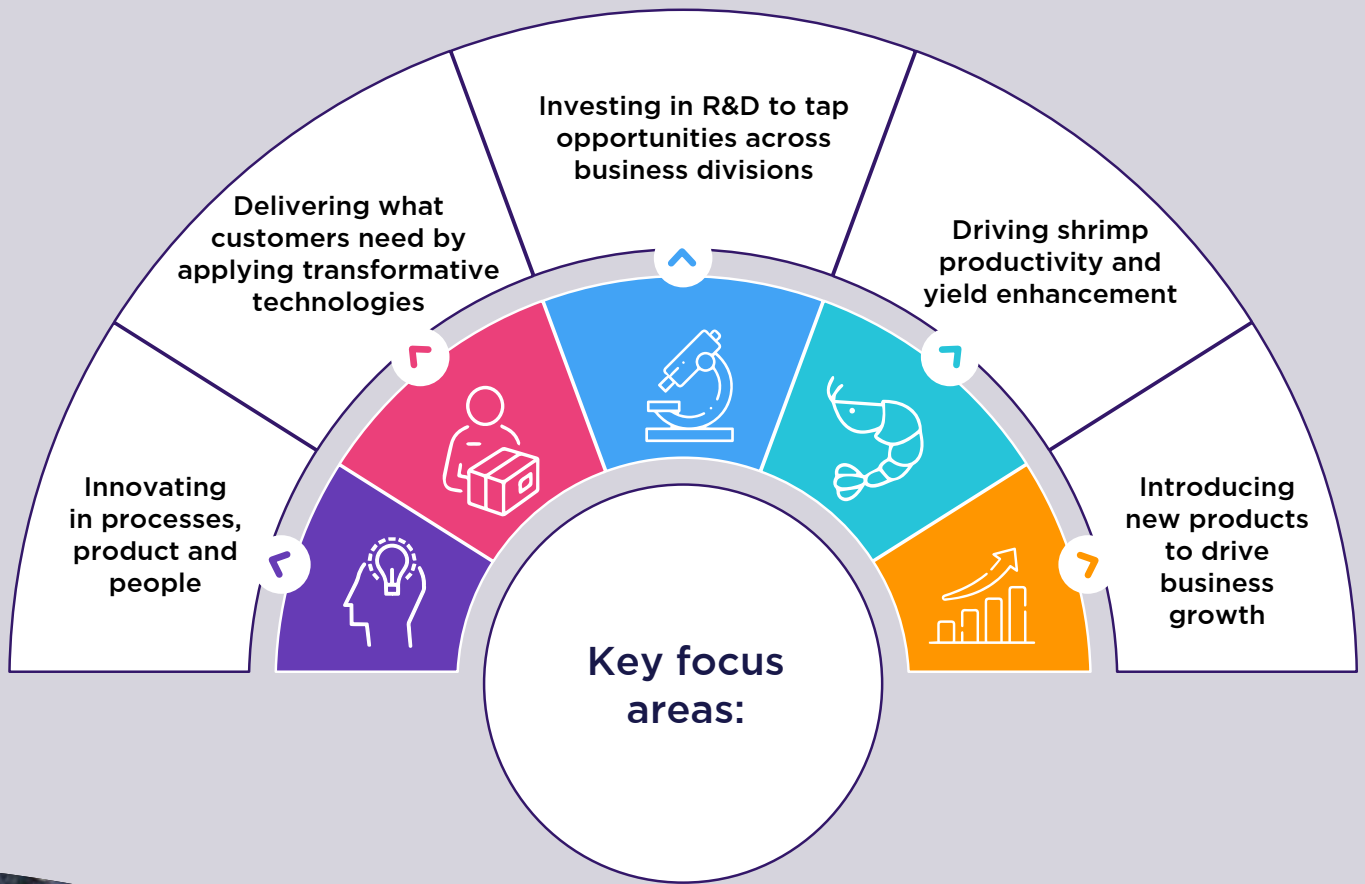 Investing in R&D to tap
opportunities across
business divisions
Delivering what
customers need by
applying transformative
technologies
Driving shrimp
productivity and
yield enhancement
Innovating
in processes,
product and
people
Introducing
new products
to drive
business
growth
Key focus
areas: